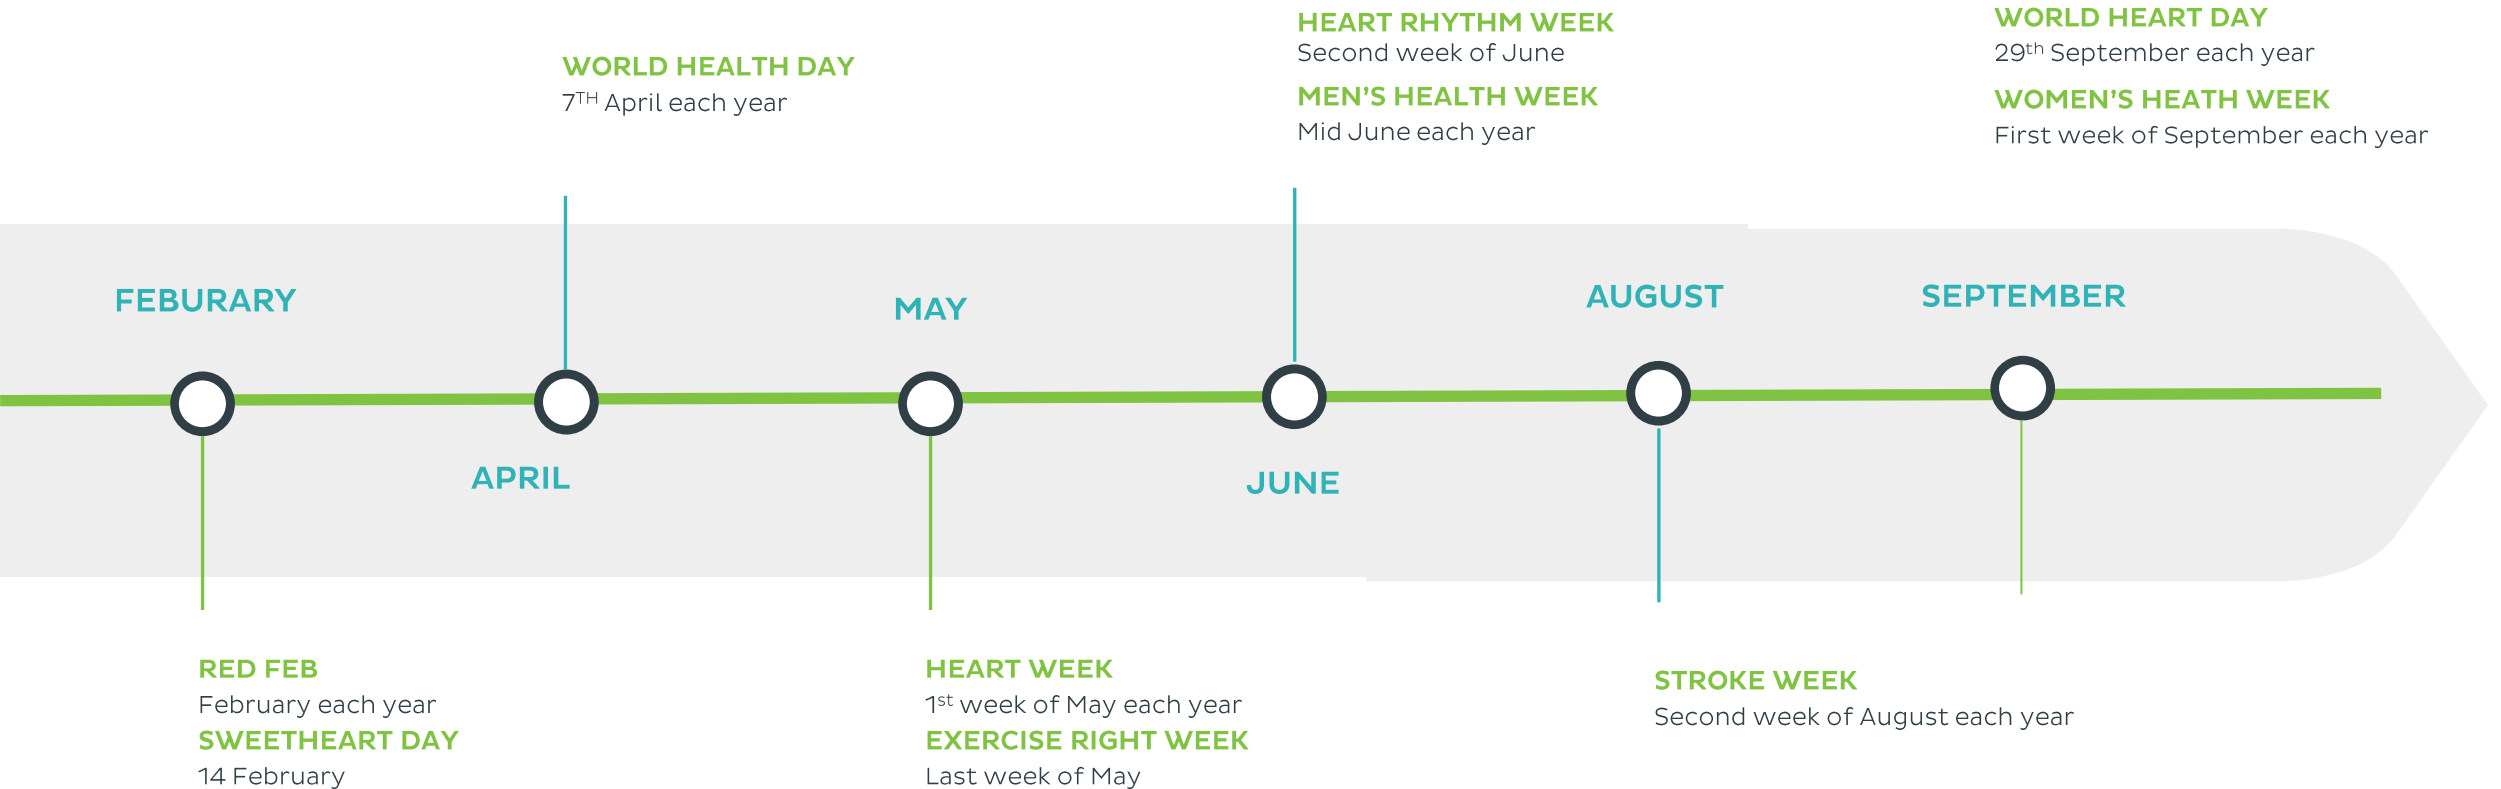 FEBURARY
RED FEB
February each year
SWEETHEART DAY
14 February
WORLD HEALTH DAY
7TH April each year
APRIL
MAY
HEART WEEK
1st week of May each year
EXERCISE RIGHT WEEK
Last week of May
HEART RHYTHM WEEK
Second week of June
MEN'S HEALTH WEEK
Mid June each year
JUNE
AUGUST
STROKE WEEK
Second week of August each year
WORLD HEART DAY
29th September each year
WOMEN'S HEATH WEEK
First week of September each year
SEPTEMBER